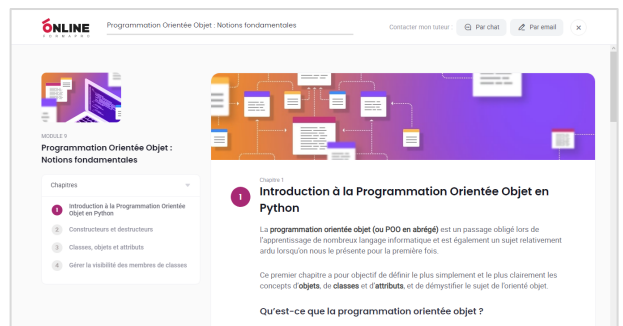 ONLINE
FORMAPRO
Programmation Orientée Objet : Notions fondamentales
Contacter mon tuteur :
Par chat
Par email
MODULE 9
Programmation Orientée Objet :
Notions fondamentales
Chapitres
1 Introduction à la Programmation Orientée
Objet en Python
2 Constructeurs et destructeurs
3 Classes, objets et attributs
4 Gérer la visibilité des membres de classes
Chapitre 1
1 Introduction à la Programmation Orientée Objet en
Python
La programmation orientée objet (ou POO en abrégé) est un passage obligé lors de
l'apprentissage de nombreux langage informatique et est également un sujet relativement
ardu lorsqu'on nous le présente pour la première fois.
Ce premier chapitre a pour objectif de définir le plus simplement et le plus clairement les
concepts d'objets, de classes et d'attributs, et de démystifier le sujet de l'orienté objet.
Qu'est-ce que la programmation orientée objet ?